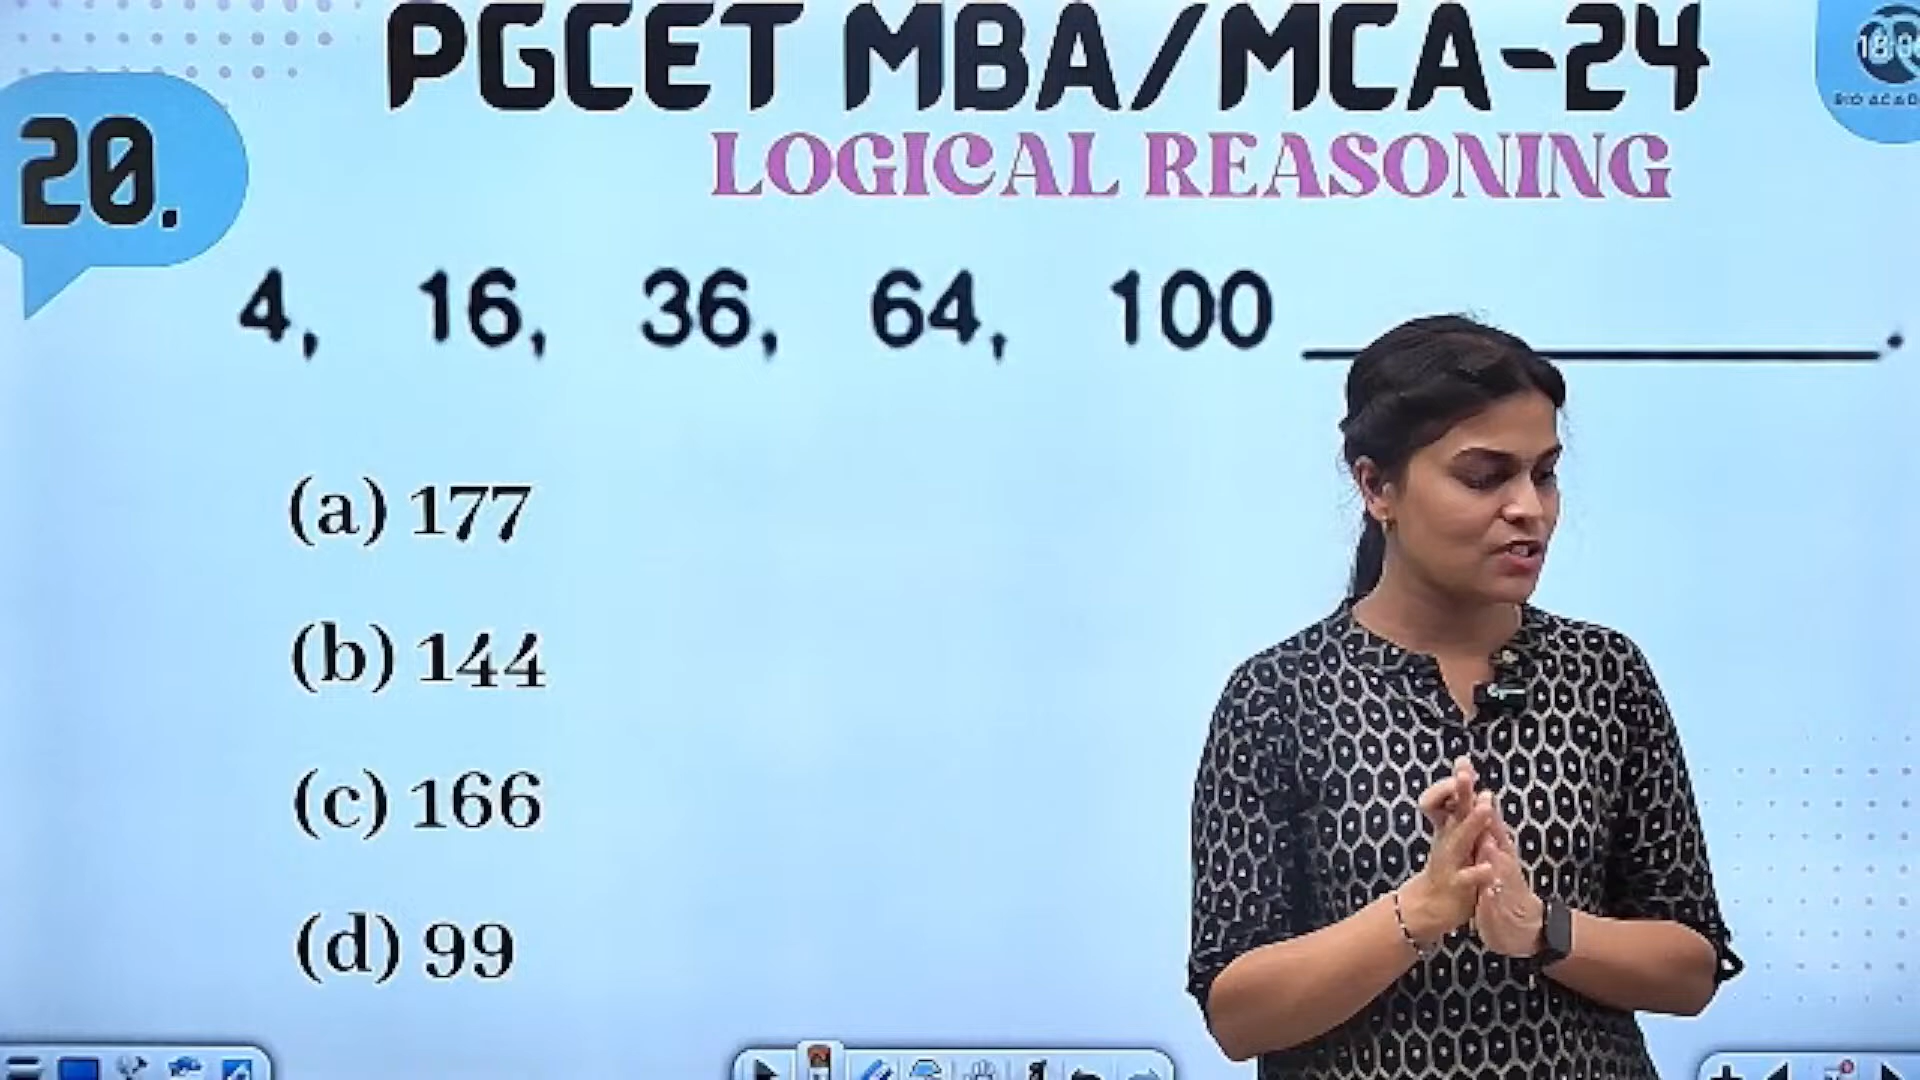 PGCET MBA/MCA-24
LOGICAL REASONING
20.
4, 16, 36, 64, 100 ________.
(a) 177
(b) 144
(c) 166
(d) 99